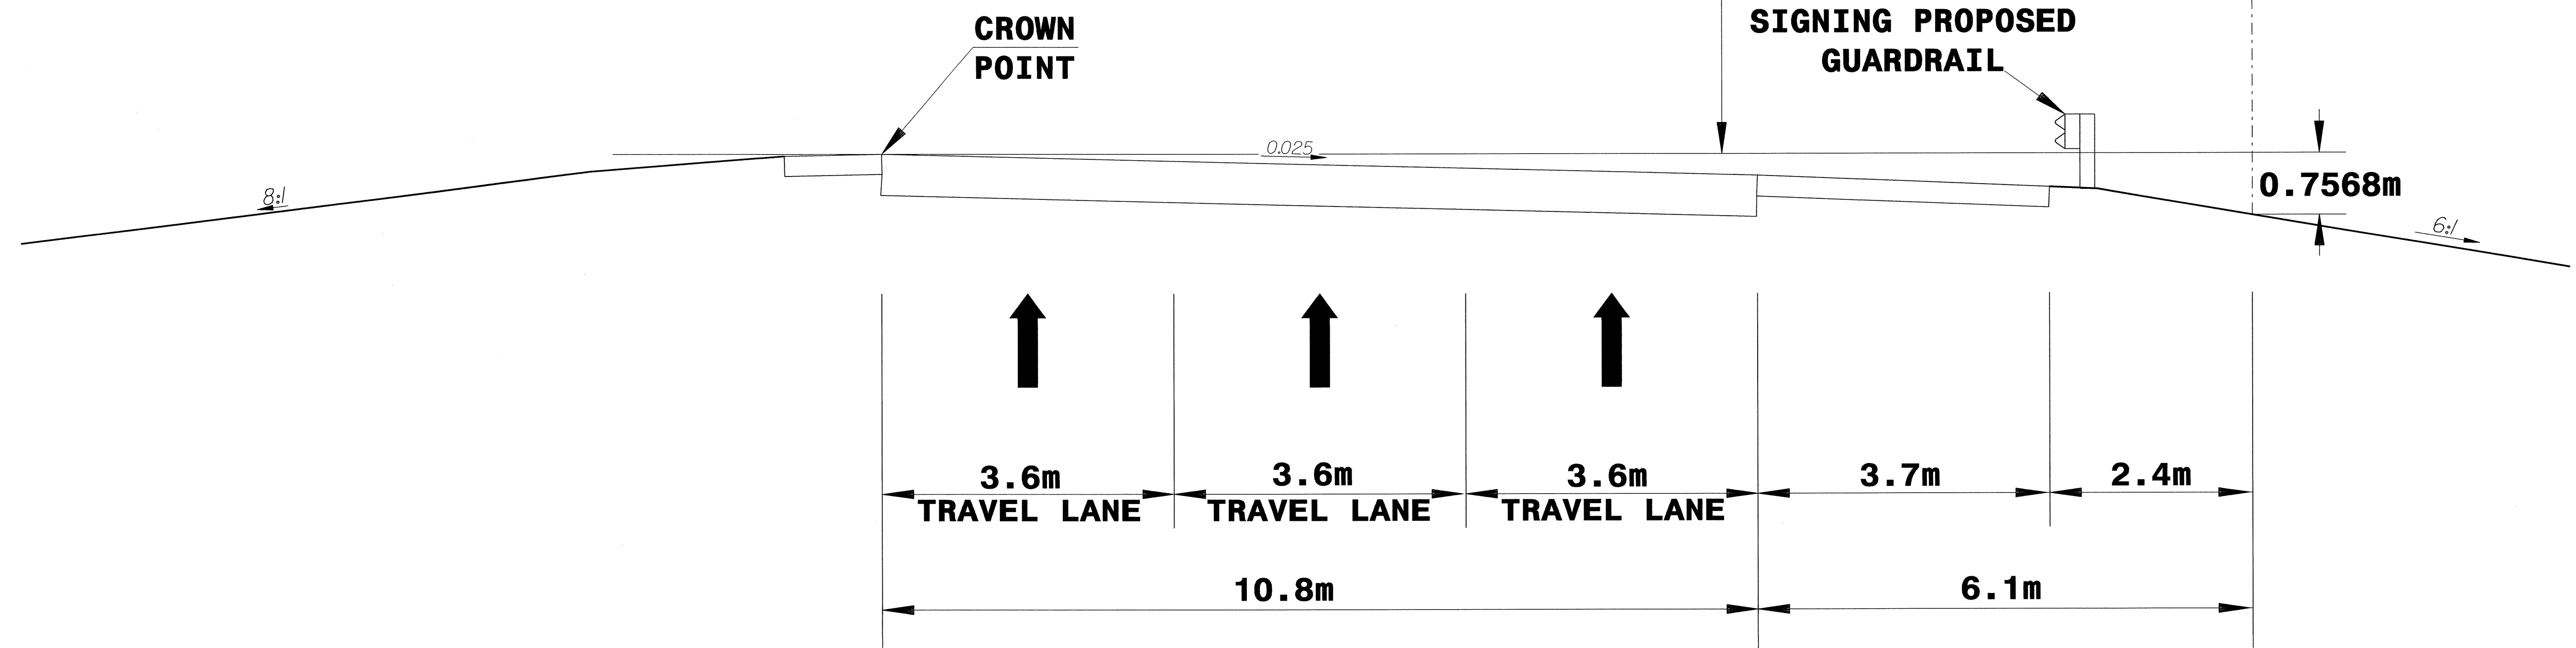 CROWN
POINT
SIGNING PROPOSED
GUARDRAIL
0.025
8:1
0.7568m
6:1
3.6m
TRAVEL LANE
3.6m
TRAVEL LANE
3.6m
TRAVEL LANE
3.7m
2.4m
10.8m
6.1m